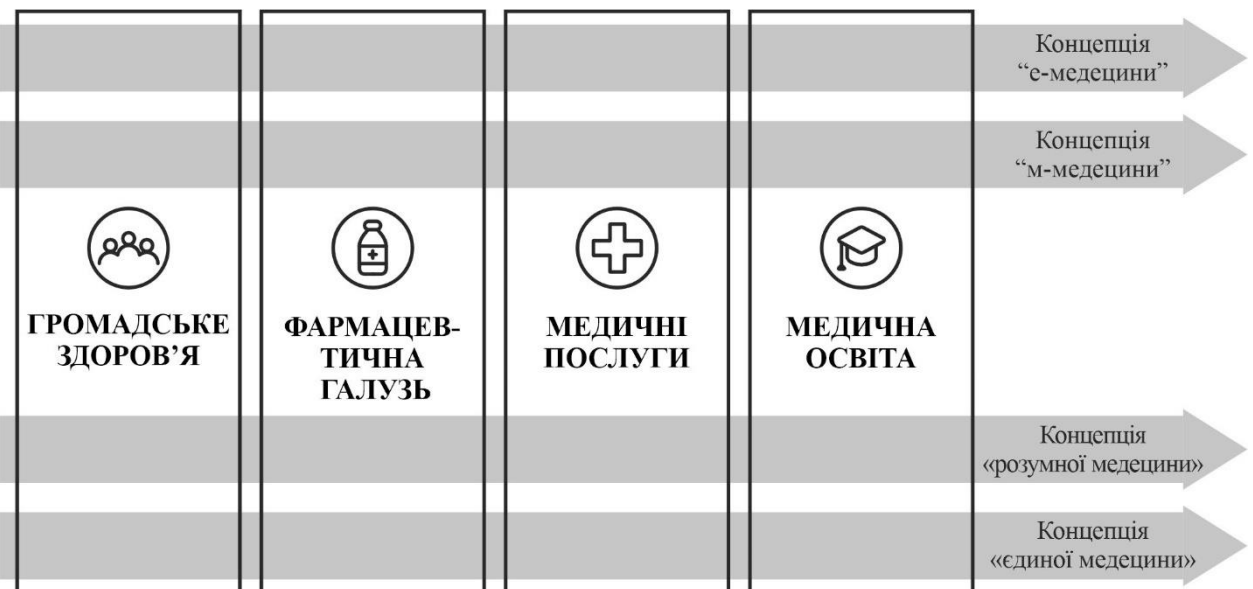 Концепція
“е-медецини”
Концепція
“м-медецини”
ГРОМАДСЬКЕ
ЗДОРОВ’Я
ФАРМАЦЕВ-
ТИЧНА
ГАЛУЗЬ
МЕДИЧНІ
ПОСЛУГИ
МЕДИЧНА
ОСВІТА
Концепція
«розумної медецини»
Концепція
«єдиної медецини»